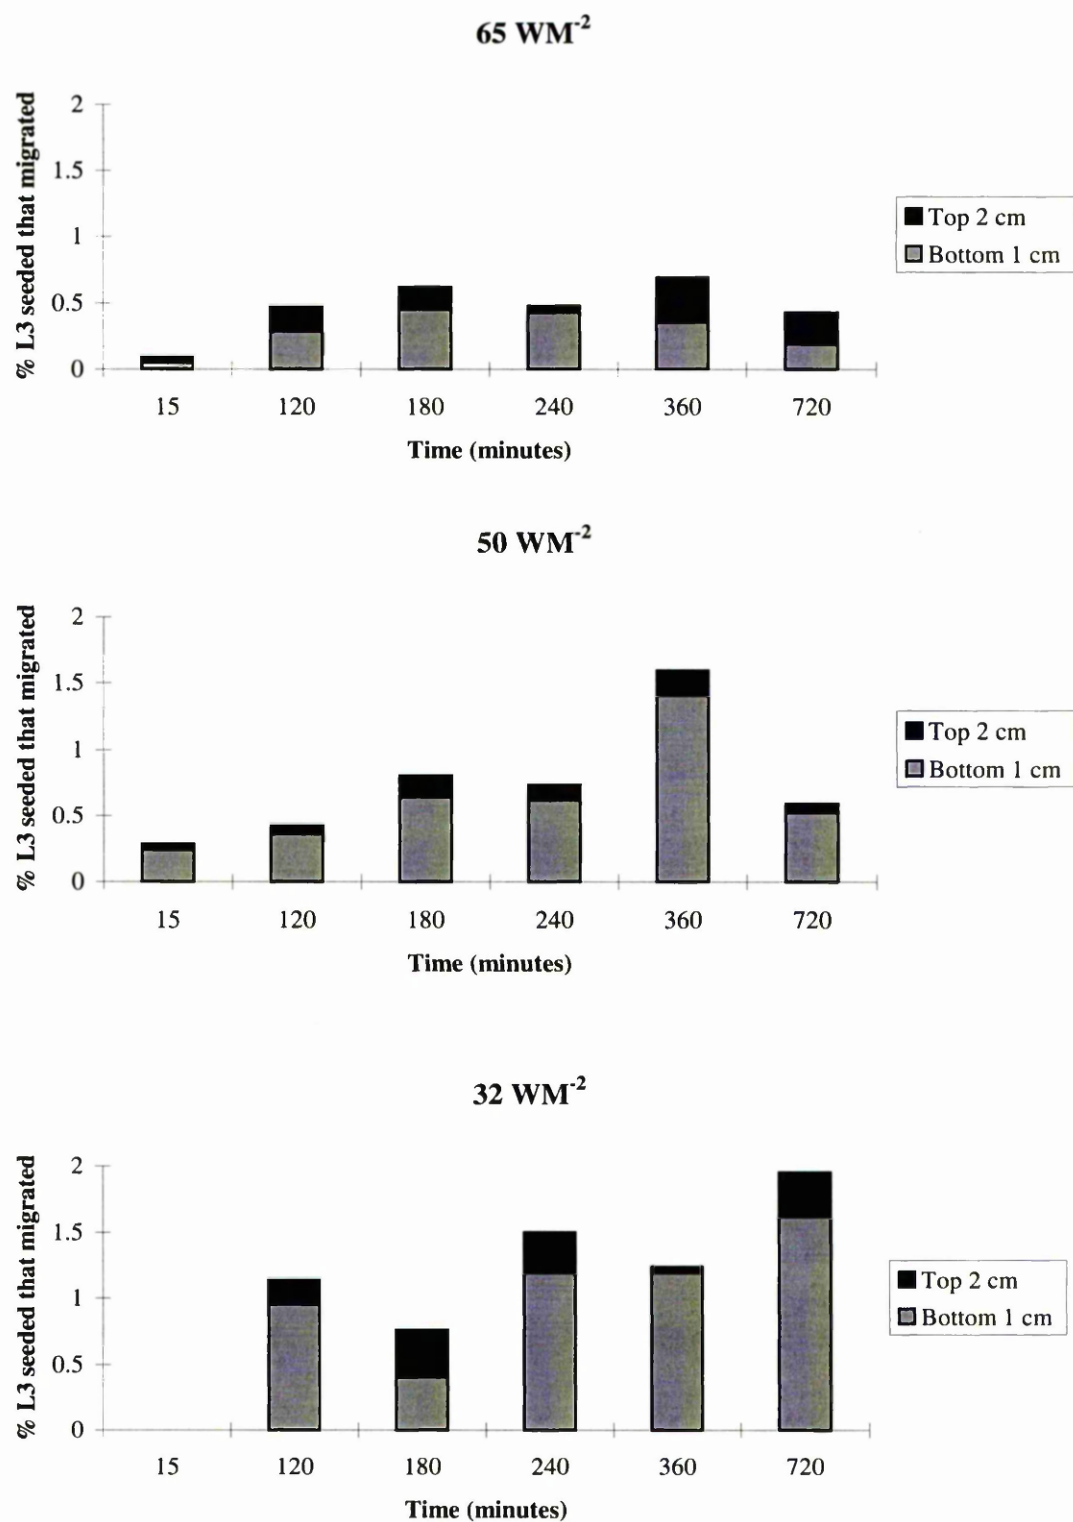 65 WM⁻²
% L3 seeded that migrated
2
1.5
1
0.5
0
15 120 180 240 360 720
Time (minutes)
Top 2 cm
Bottom 1 cm
50 WM⁻²
% L3 seeded that migrated
2
1.5
1
0.5
0
15 120 180 240 360 720
Time (minutes)
Top 2 cm
Bottom 1 cm
32 WM⁻²
% L3 seeded that migrated
2
1.5
1
0.5
0
15 120 180 240 360 720
Time (minutes)
Top 2 cm
Bottom 1 cm